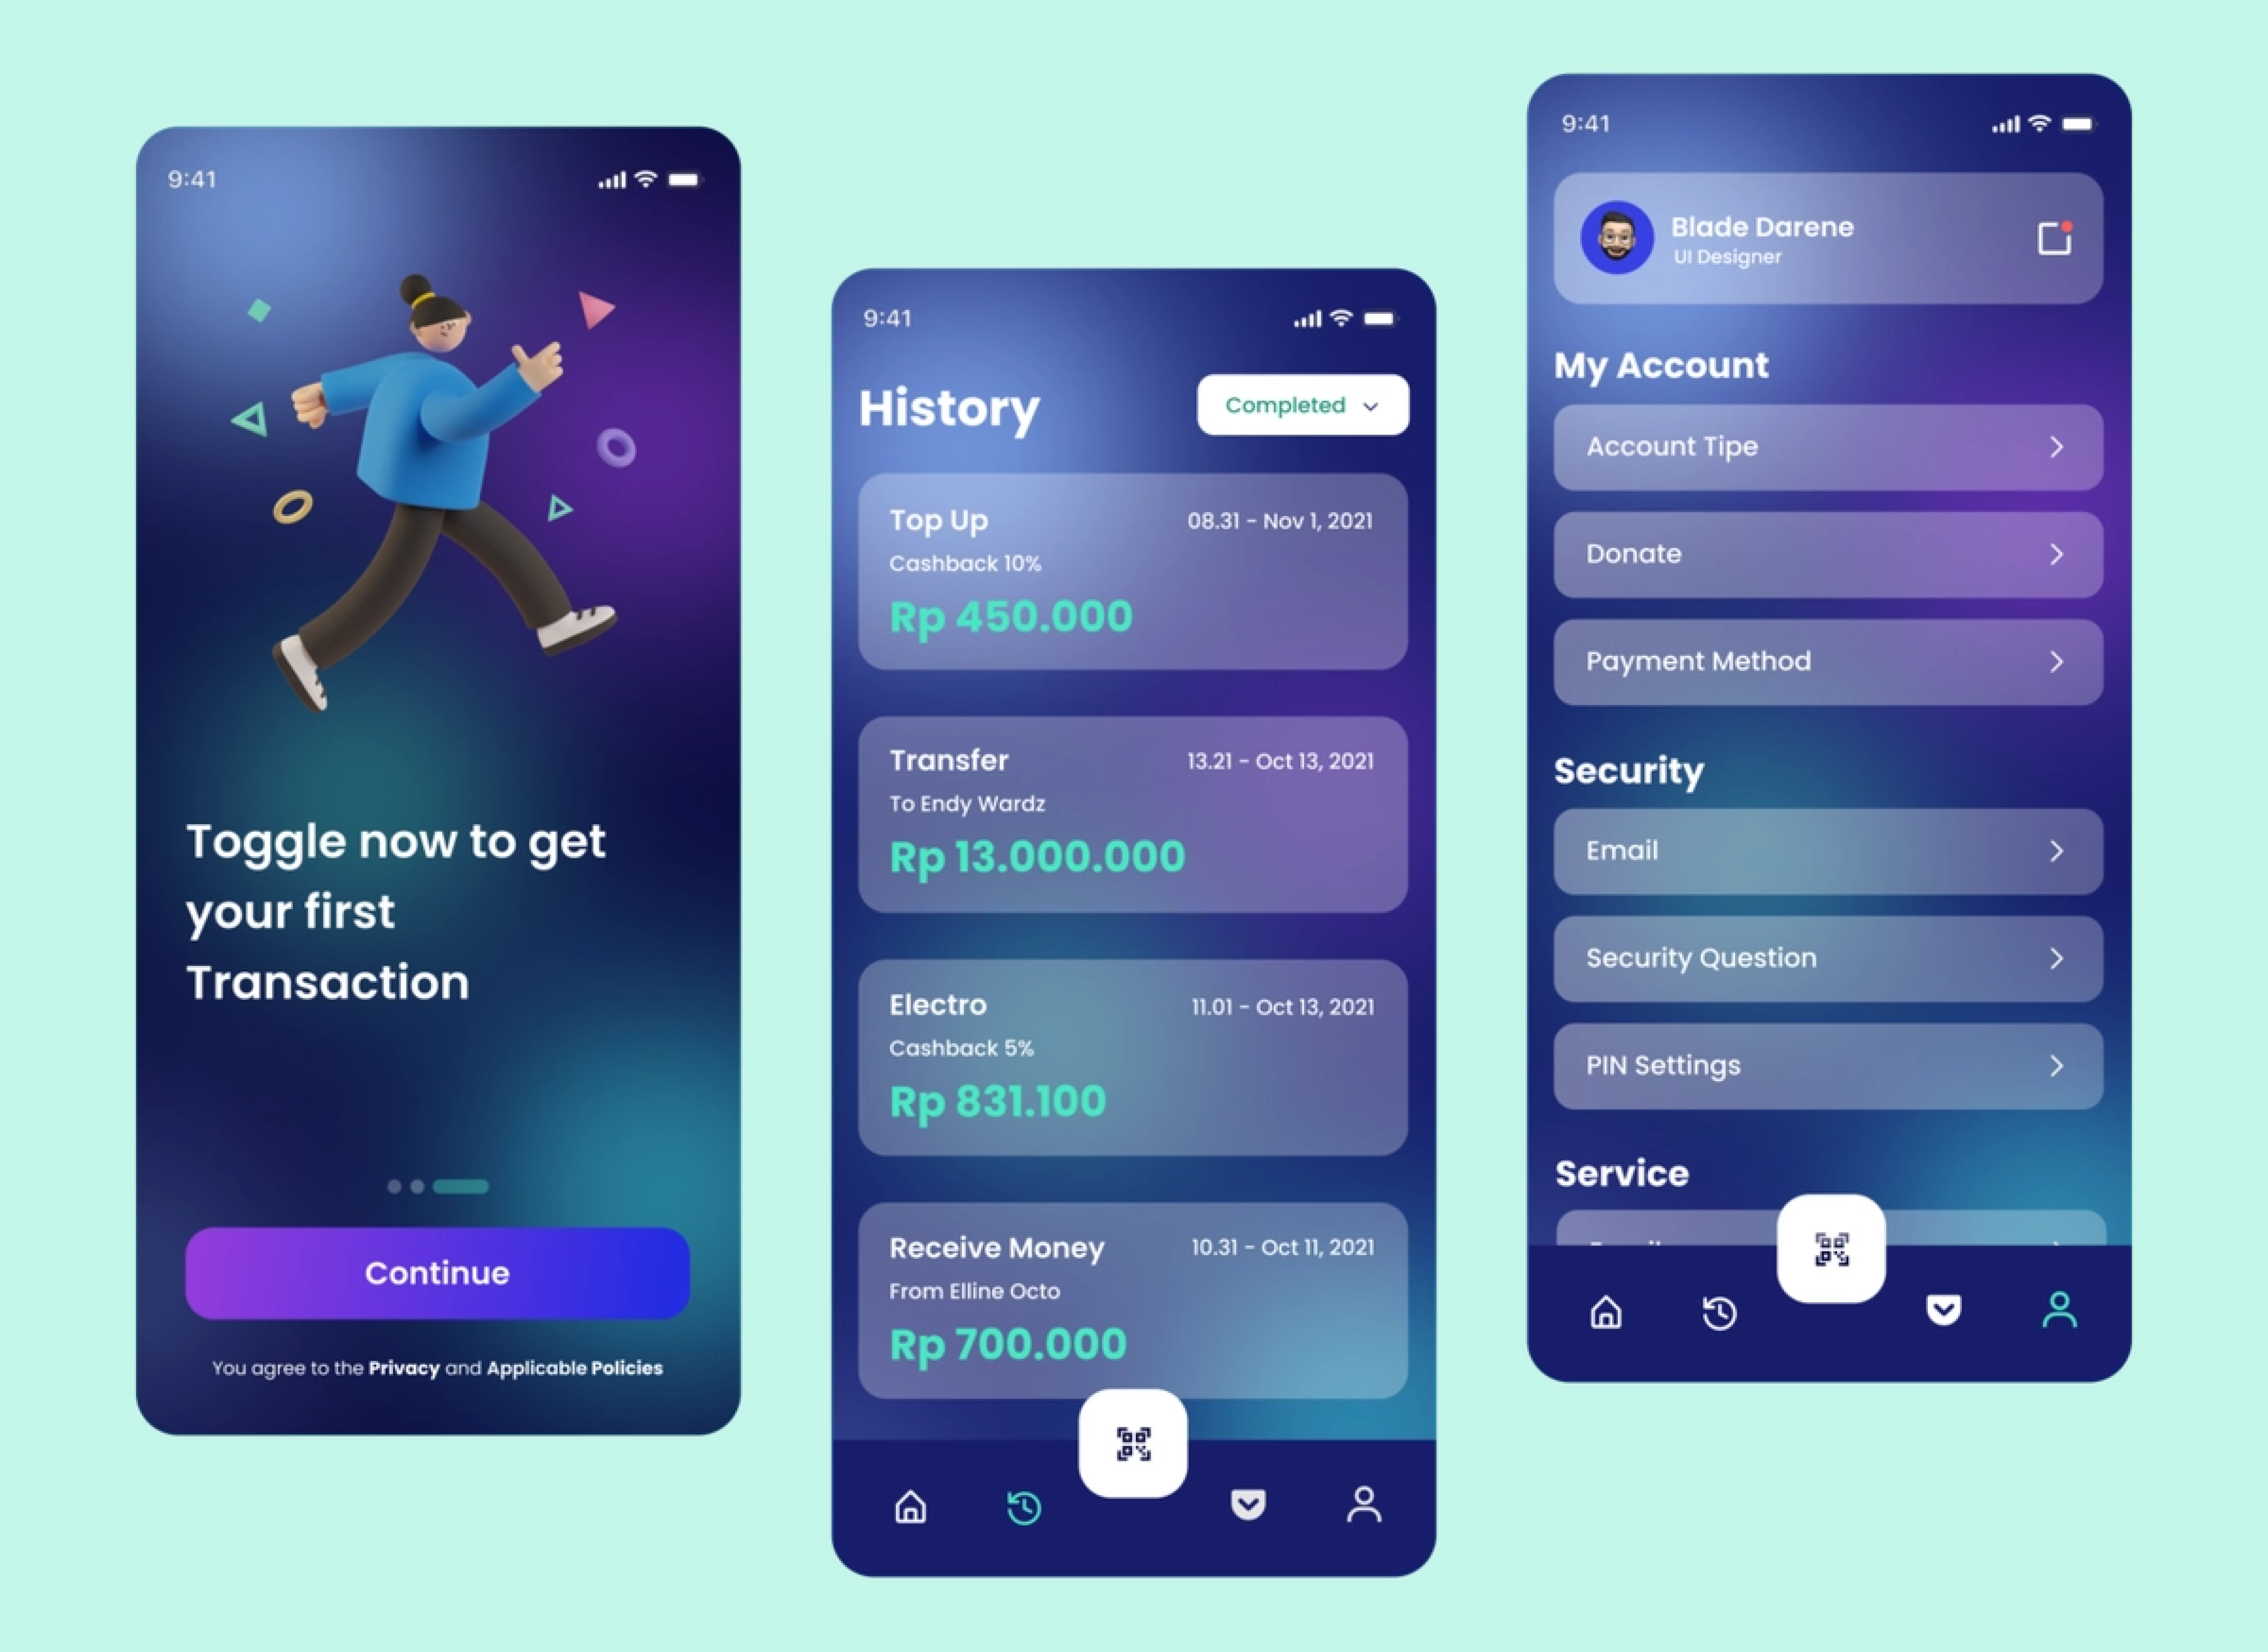 9:41
Toggle now to get
your first
Transaction
Continue
You agree to the Privacy and Applicable Policies
9:41
History
Completed
Top Up
08.31 - Nov 1, 2021
Cashback 10%
Rp 450.000
Transfer
13.21 - Oct 13, 2021
To Endy Wardz
Rp 13.000.000
Electro
11.01 - Oct 13, 2021
Cashback 5%
Rp 831.100
Receive Money
10.31 - Oct 11, 2021
From Elline Octo
Rp 700.000
9:41
Blade Darene
UI Designer
My Account
Account Tipe
Donate
Payment Method
Security
Email
Security Question
PIN Settings
Service